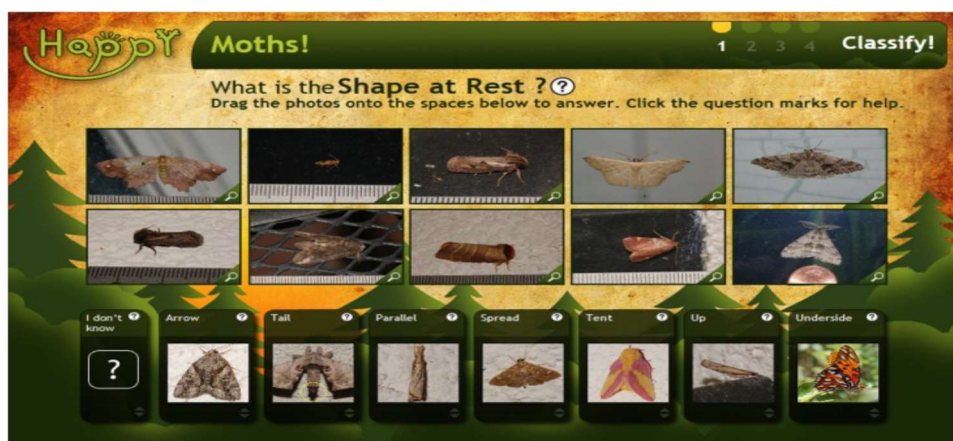 Happy
Moths!
1 2 3 4 Classify!
What is the Shape at Rest ? ?
Drag the photos onto the spaces below to answer. Click the question marks for help.
I don't know ?
Arrow ?
Tail ?
Parallel ?
Spread ?
Tent ?
Up ?
Underside ?
?